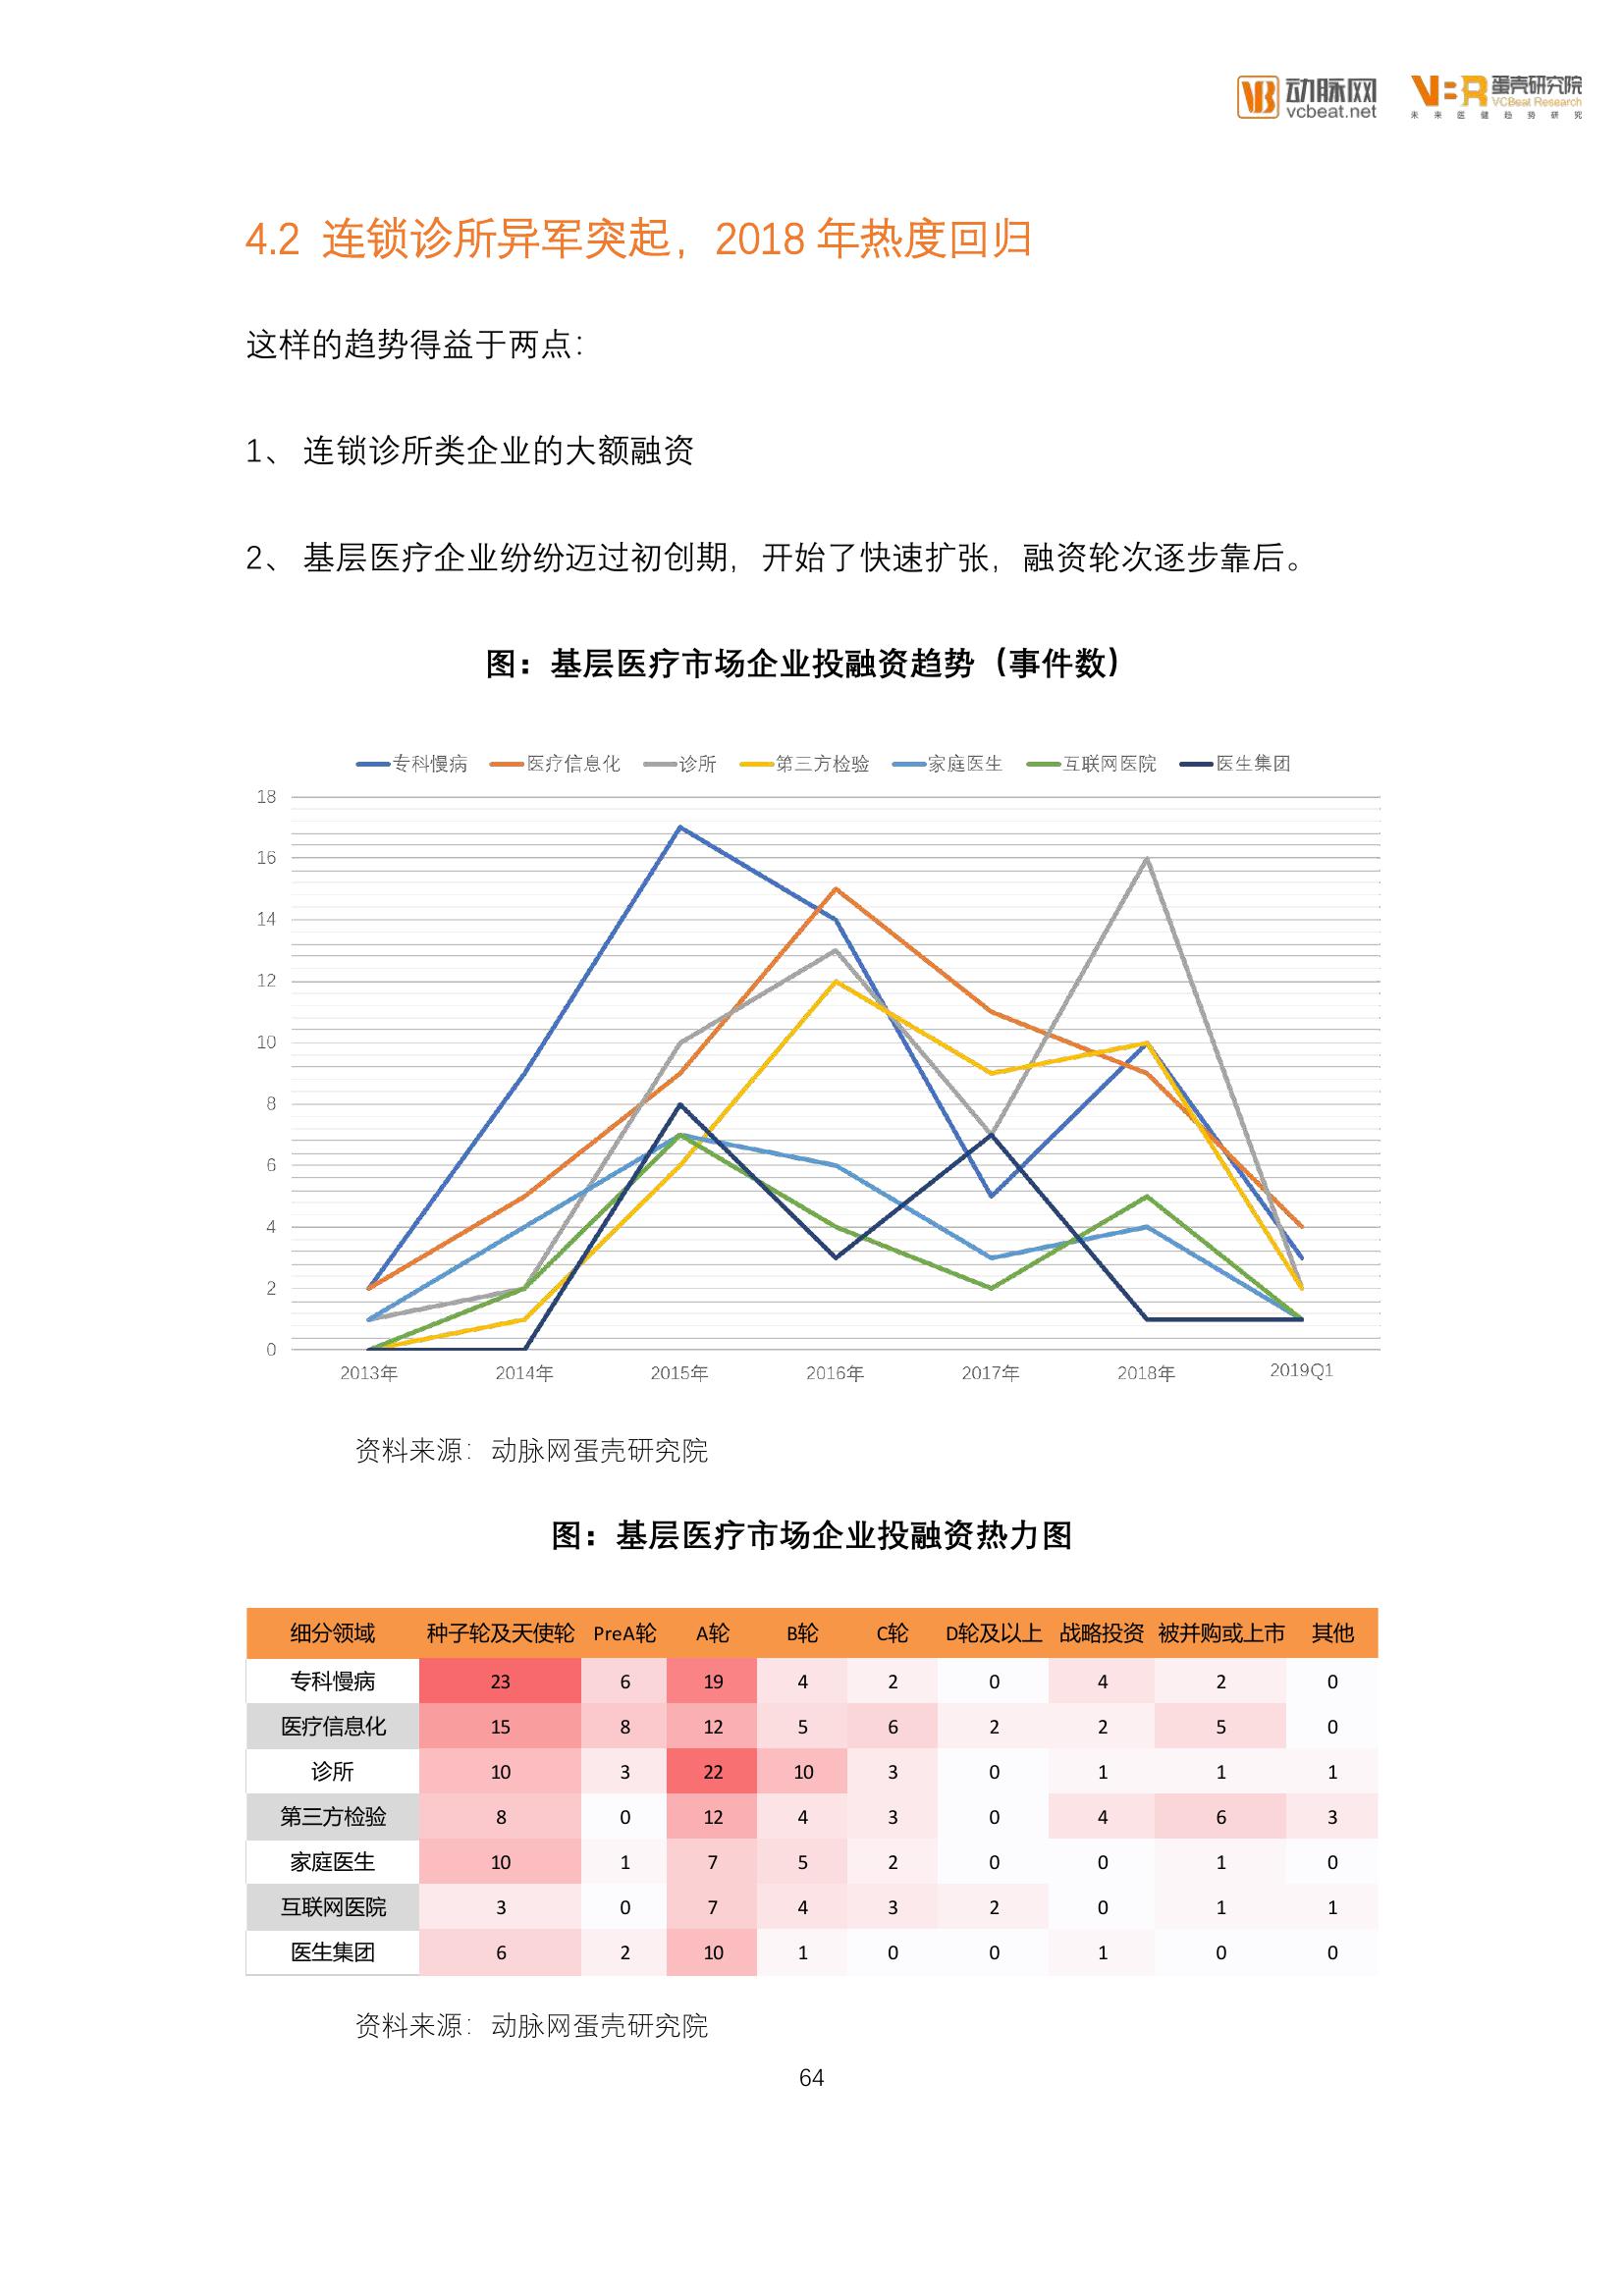 动脉网
vcbeat.net
VBR 蛋壳研究院
VCBeat Research
未来医健趋势研究
4.2 连锁诊所异军突起，2018 年热度回归
这样的趋势得益于两点：
1、 连锁诊所类企业的大额融资
2、 基层医疗企业纷纷迈过初创期，开始了快速扩张，融资轮次逐步靠后。
图：基层医疗市场企业投融资趋势（事件数）
专科慢病 医疗信息化 诊所 第三方检验 家庭医生 互联网医院 医生集团
18
16
14
12
10
8
6
4
2
0
2013年 2014年 2015年 2016年 2017年 2018年 2019Q1
资料来源：动脉网蛋壳研究院
图：基层医疗市场企业投融资热力图
细分领域 种子轮及天使轮 PreA轮 A轮 B轮 C轮 D轮及以上 战略投资 被并购或上市 其他
专科慢病 23 6 19 4 2 0 4 2 0
医疗信息化 15 8 12 5 6 2 2 5 0
诊所 10 3 22 10 3 0 1 1 1
第三方检验 8 0 12 4 3 0 4 6 3
家庭医生 10 1 7 5 2 0 0 1 0
互联网医院 3 0 7 4 3 2 0 1 1
医生集团 6 2 10 1 0 0 1 0 0
资料来源：动脉网蛋壳研究院
64